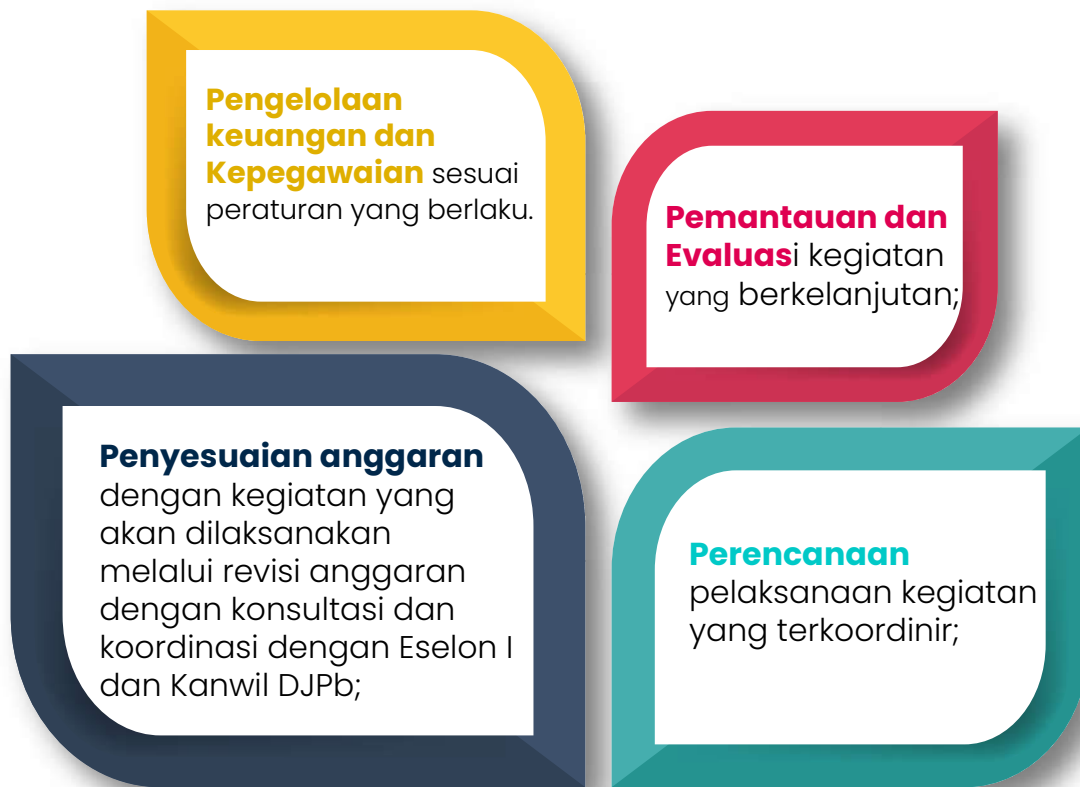 Pengelolaan
keuangan dan
Kepegawaian sesuai
peraturan yang berlaku.
Pemantauan dan
Evaluasi kegiatan
yang berkelanjutan;
Penyesuaian anggaran
dengan kegiatan yang
akan dilaksanakan
melalui revisi anggaran
dengan konsultasi dan
koordinasi dengan Eselon I
dan Kanwil DJPb;
Perencanaan
pelaksanaan kegiatan
yang terkoordinir;